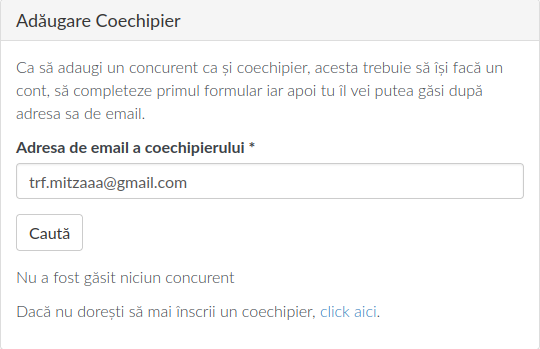 Adăugare Coechipier
Ca să adaugi un concurent ca și coechipier, acesta trebuie să își facă un
cont, să completeze primul formular iar apoi tu îl vei putea găsi după
adresa sa de email.
Adresa de email a coechipierului *
trf.mitzaaa@gmail.com
Caută
Nu a fost găsit niciun concurent
Dacă nu dorești să mai înscrii un coechipier, click aici.